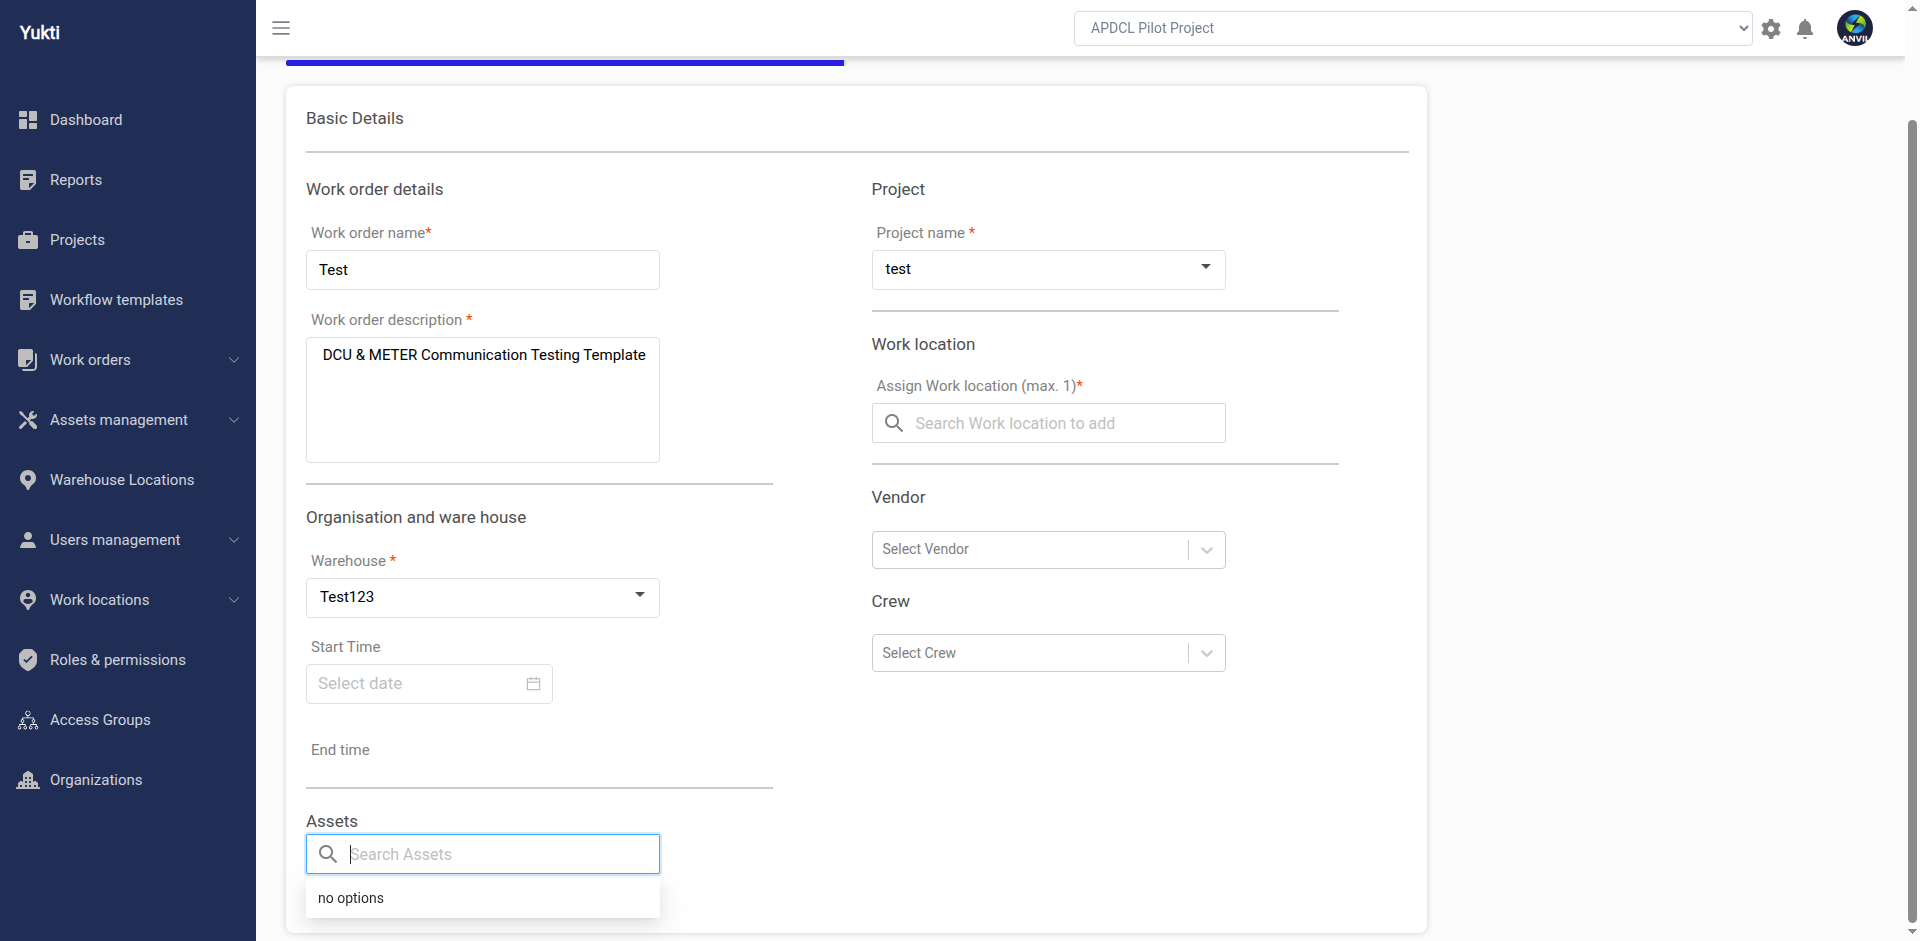 Yukti
APDCL Pilot Project
ANVIL
Dashboard
Reports
Projects
Workflow templates
Work orders
Assets management
Warehouse Locations
Users management
Work locations
Roles & permissions
Access Groups
Organizations
Basic Details
Work order details
Work order name*
Test
Work order description *
DCU & METER Communication Testing Template
Organisation and ware house
Warehouse *
Test123
Start Time
Select date
End time
Assets
Search Assets
no options
Project
Project name *
test
Work location
Assign Work location (max. 1)*
Search Work location to add
Vendor
Select Vendor
Crew
Select Crew